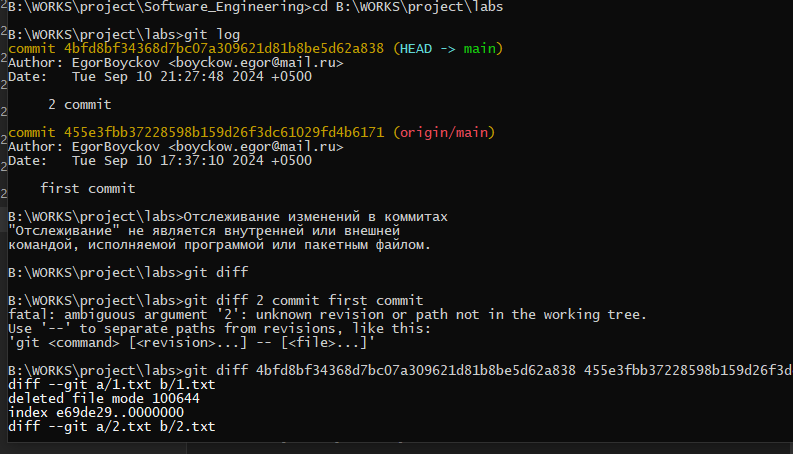 B:\WORKS\project\Software_Engineering>cd B:\WORKS\project\labs
B:\WORKS\project\labs>git log
commit 4bfd8bf34368d7bc07a309621d81b8be5d62a838 (HEAD -> main)
Author: EgorBoyckov <boyckow.egor@mail.ru>
Date:   Tue Sep 10 21:27:48 2024 +0500
2 commit
commit 455e3fbb37228598b159d26f3dc61029fd4b6171 (origin/main)
Author: EgorBoyckov <boyckow.egor@mail.ru>
Date:   Tue Sep 10 17:37:10 2024 +0500
first commit
B:\WORKS\project\labs>Отслеживание изменений в коммитах
"Отслеживание" не является внутренней или внешней
командой, исполняемой программой или пакетным файлом.
B:\WORKS\project\labs>git diff
B:\WORKS\project\labs>git diff 2 commit first commit
fatal: ambiguous argument '2': unknown revision or path not in the working tree.
Use '--' to separate paths from revisions, like this:
'git <command> [<revision>...] -- [<file>...]'
B:\WORKS\project\labs>git diff 4bfd8bf34368d7bc07a309621d81b8be5d62a838 455e3fbb37228598b159d26f3d
diff --git a/1.txt b/1.txt
deleted file mode 100644
index e69de29..0000000
diff --git a/2.txt b/2.txt